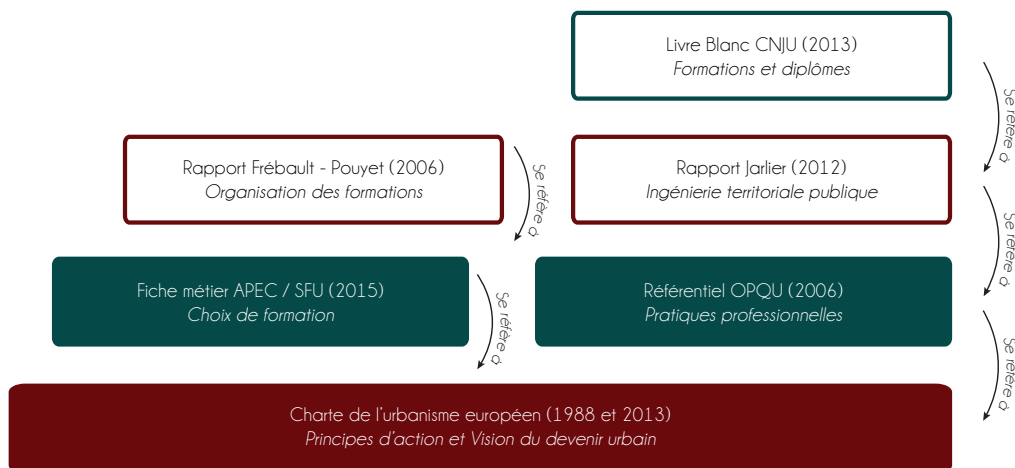 Livre Blanc CNJU (2013)
Formations et diplômes
Se réfère à
Rapport Frébault - Pouyet (2006)
Organisation des formations
Se réfère à
Rapport Jarlier (2012)
Ingénierie territoriale publique
Se réfère à
Fiche métier APEC / SFU (2015)
Choix de formation
Se réfère à
Référentiel OPQU (2006)
Pratiques professionnelles
Se réfère à
Charte de l'urbanisme européen (1988 et 2013)
Principes d'action et Vision du devenir urbain